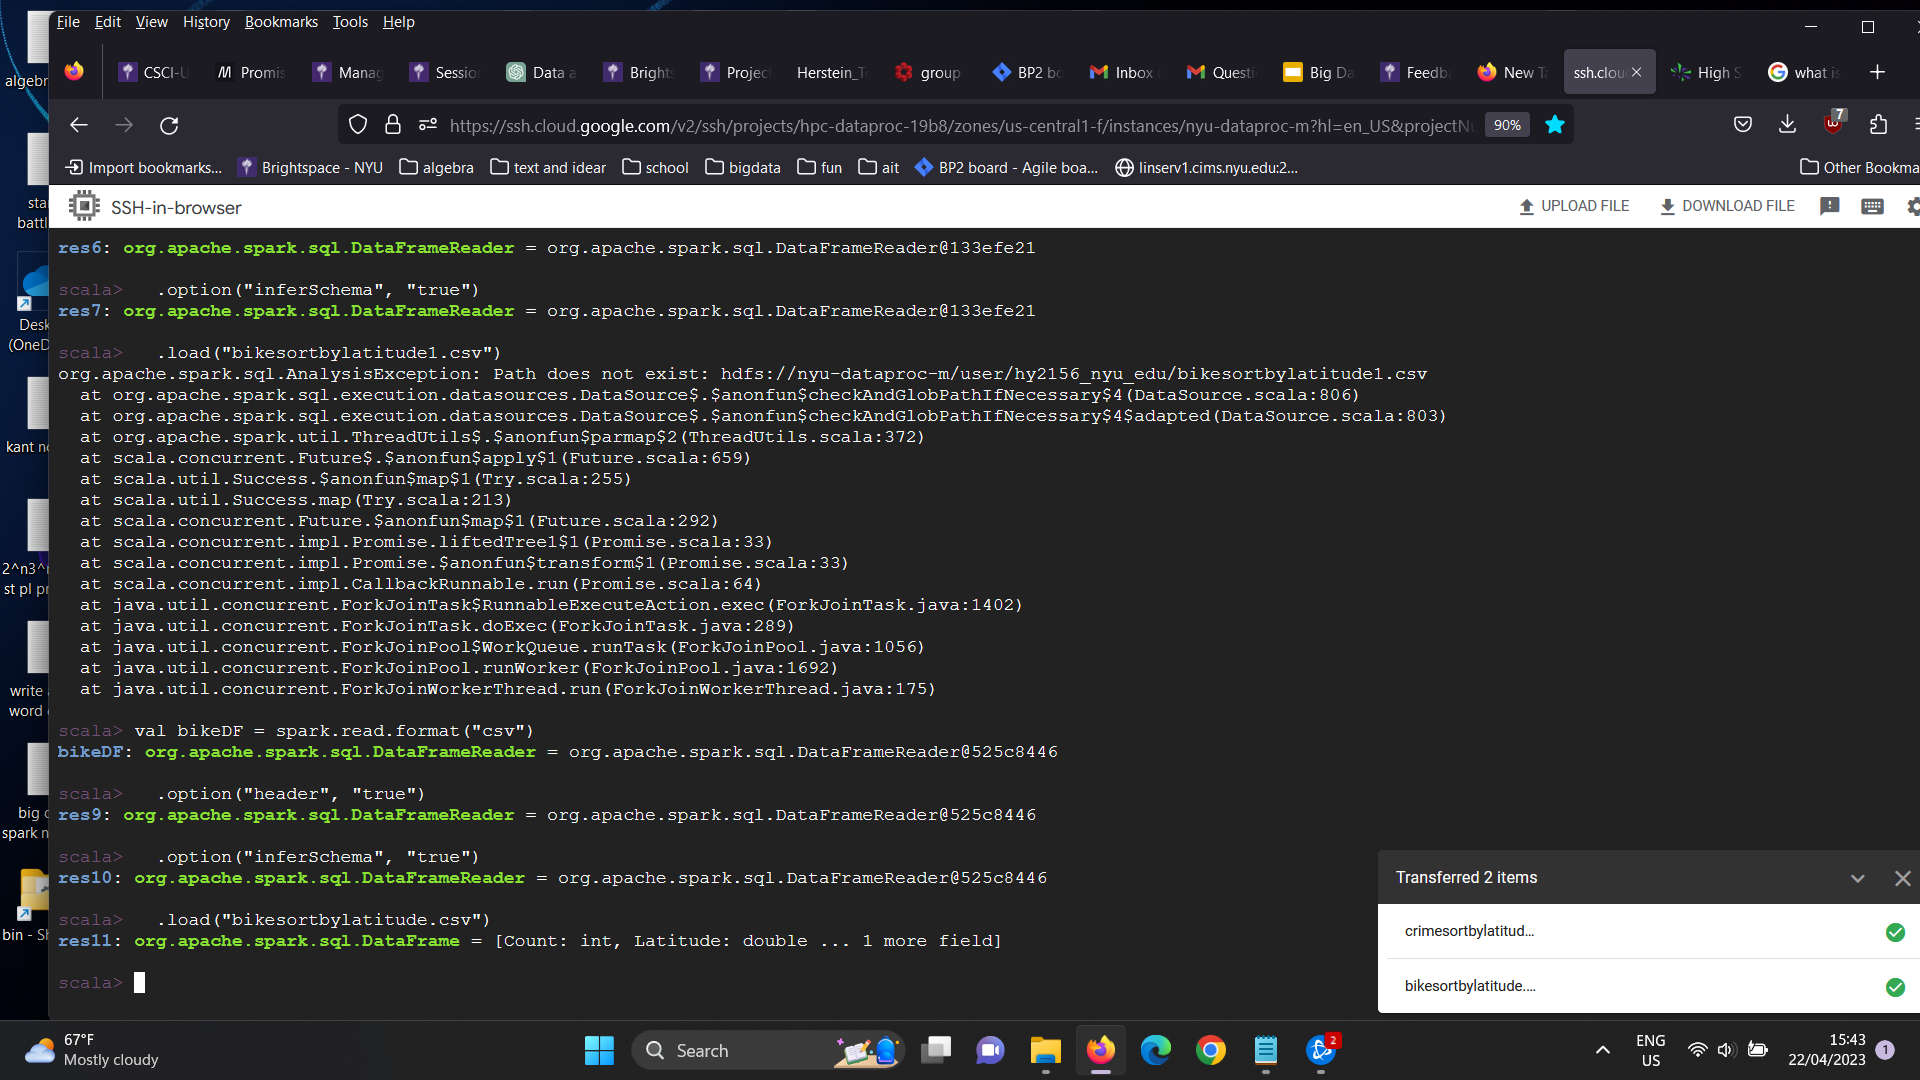 File Edit View History Bookmarks Tools Help
CSCI-U Promis Manag Session Data a Brights Project Herstein_T group BP2 bo Inbox Questi Big Da Feedb New T ssh.clou High S what is
https://ssh.cloud.google.com/v2/ssh/projects/hpc-dataproc-19b8/zones/us-central1-f/instances/nyu-dataproc-m?hl=en_US&projectNu 90% 7
Import bookmarks... Brightspace - NYU algebra text and idear school bigdata fun ait BP2 board - Agile boa... linserv1.cims.nyu.edu:2... Other Bookma
SSH-in-browser UPLOAD FILE DOWNLOAD FILE
res6: org.apache.spark.sql.DataFrameReader = org.apache.spark.sql.DataFrameReader@133efe21
scala>   .option("inferSchema", "true")
res7: org.apache.spark.sql.DataFrameReader = org.apache.spark.sql.DataFrameReader@133efe21
scala>   .load("bikesortbylatitude1.csv")
org.apache.spark.sql.AnalysisException: Path does not exist: hdfs://nyu-dataproc-m/user/hy2156_nyu_edu/bikesortbylatitude1.csv
  at org.apache.spark.sql.execution.datasources.DataSource$.$anonfun$checkAndGlobPathIfNecessary$4(DataSource.scala:806)
  at org.apache.spark.sql.execution.datasources.DataSource$.$anonfun$checkAndGlobPathIfNecessary$4$adapted(DataSource.scala:803)
  at org.apache.spark.util.ThreadUtils$.$anonfun$parmap$2(ThreadUtils.scala:372)
  at scala.concurrent.Future$.$anonfun$apply$1(Future.scala:659)
  at scala.util.Success.$anonfun$map$1(Try.scala:255)
  at scala.util.Success.map(Try.scala:213)
  at scala.concurrent.Future.$anonfun$map$1(Future.scala:292)
  at scala.concurrent.impl.Promise.liftedTree1$1(Promise.scala:33)
  at scala.concurrent.impl.Promise.$anonfun$transform$1(Promise.scala:33)
  at scala.concurrent.impl.CallbackRunnable.run(Promise.scala:64)
  at java.util.concurrent.ForkJoinTask$RunnableExecuteAction.exec(ForkJoinTask.java:1402)
  at java.util.concurrent.ForkJoinTask.doExec(ForkJoinTask.java:289)
  at java.util.concurrent.ForkJoinPool$WorkQueue.runTask(ForkJoinPool.java:1056)
  at java.util.concurrent.ForkJoinPool.runWorker(ForkJoinPool.java:1692)
  at java.util.concurrent.ForkJoinWorkerThread.run(ForkJoinWorkerThread.java:175)
scala> val bikeDF = spark.read.format("csv")
bikeDF: org.apache.spark.sql.DataFrameReader = org.apache.spark.sql.DataFrameReader@525c8446
scala>   .option("header", "true")
res9: org.apache.spark.sql.DataFrameReader = org.apache.spark.sql.DataFrameReader@525c8446
scala>   .option("inferSchema", "true")
res10: org.apache.spark.sql.DataFrameReader = org.apache.spark.sql.DataFrameReader@525c8446
scala>   .load("bikesortbylatitude.csv")
res11: org.apache.spark.sql.DataFrame = [Count: int, Latitude: double ... 1 more field]
scala>
Transferred 2 items
crimesortbylatitud...
bikesortbylatitude....
algebra
sta
battl
Desk
(OneD
kant no
2^n3^n
st pl pr
write a
word
big d
spark n
bin - Sh
67°F
Mostly cloudy
Search
2
ENG
US
15:43
22/04/2023
1